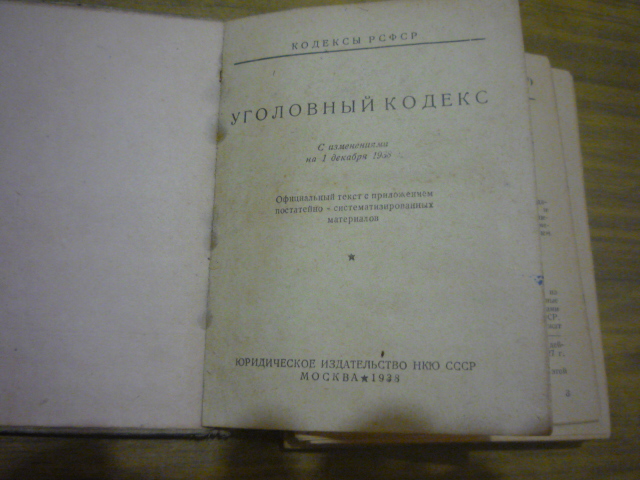 КОДЕКСЫ РСФСР
УГОЛОВНЫЙ КОДЕКС
С изменениями
на 1 декабря
Официальный текст с приложением
постатейно-систематизированных
материалов
ЮРИДИЧЕСКОЕ ИЗДАТЕЛЬСТВО НКЮ СССР
МОСКВА ★ 1938